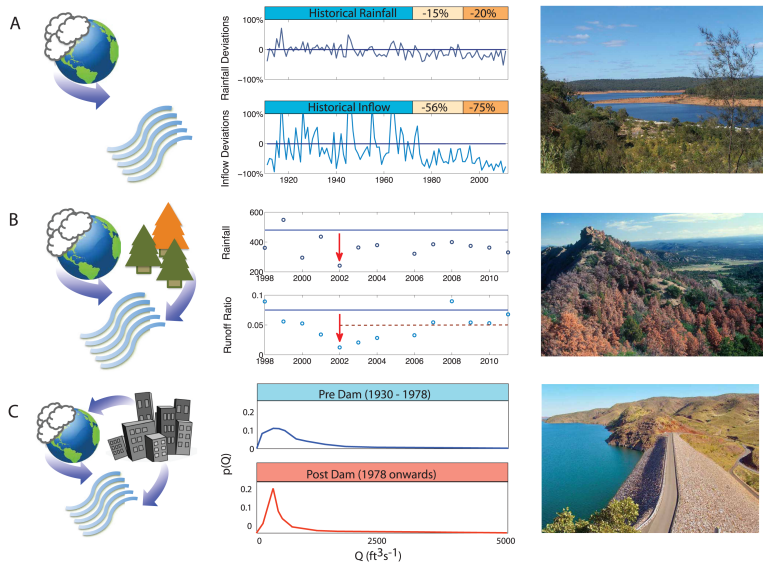 A
Historical Rainfall -15% -20%
100%
0
-100%
Rainfall Deviations
Historical Inflow -56% -75%
100%
0
-100%
Inflow Deviations
1920 1940 1960 1980 2000
B
600
400
200
Rainfall
1998 2000 2002 2004 2006 2008 2010
0.1
0.05
0
Runoff Ratio
1998 2000 2002 2004 2006 2008 2010
C
Pre Dam (1930 - 1978)
0.2
0.1
0
p(Q)
Post Dam (1978 onwards)
0.2
0.1
0
0 2500 5000
Q (ft3s-1)